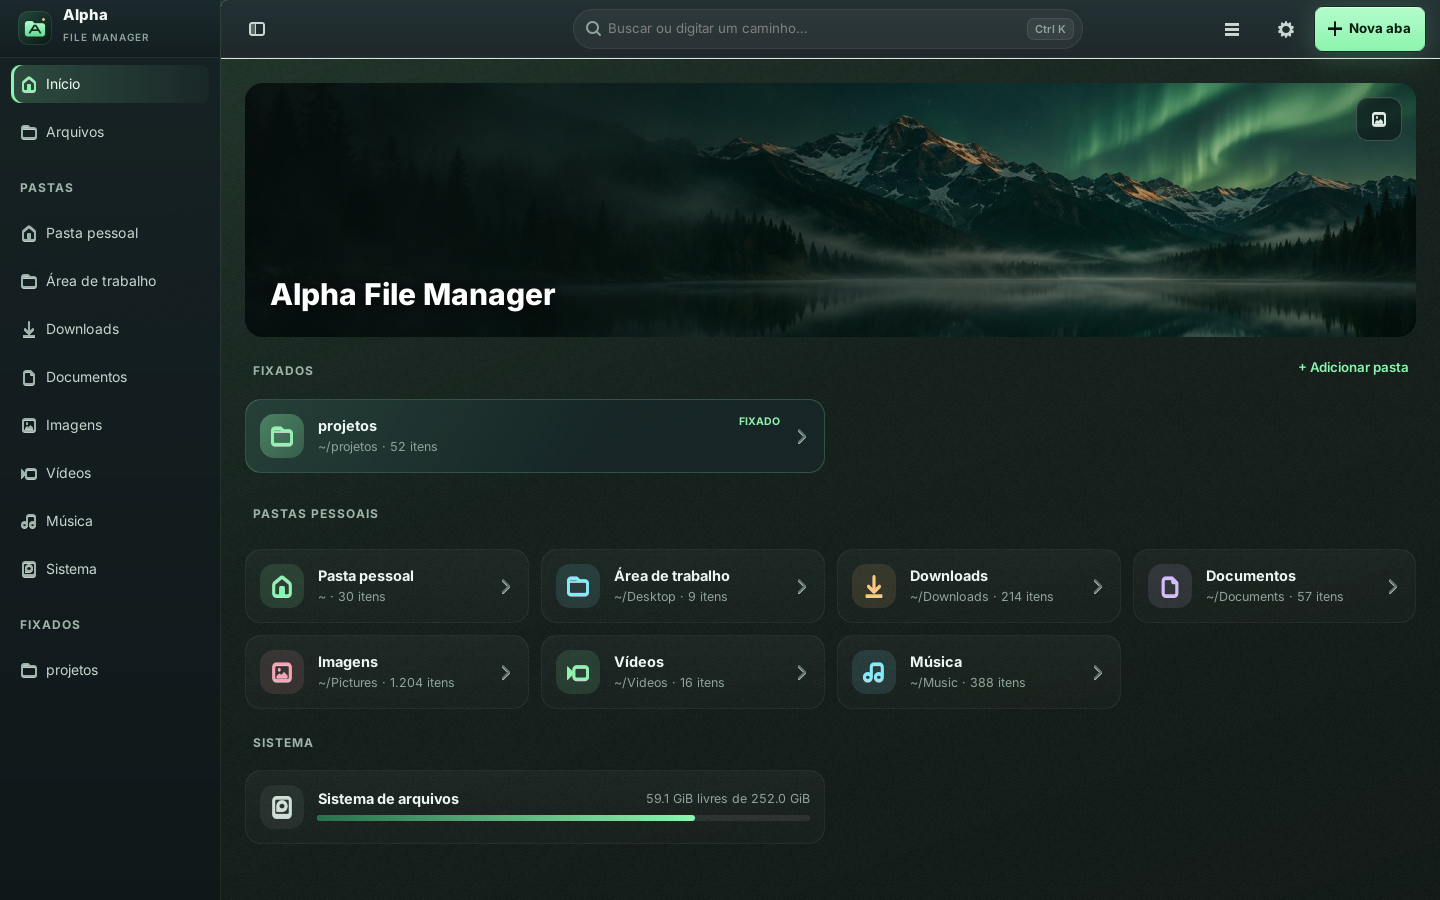 Alpha
FILE MANAGER
Buscar ou digitar um caminho...
Ctrl K
Nova aba
Início
Arquivos
PASTAS
Pasta pessoal
Área de trabalho
Downloads
Documentos
Imagens
Vídeos
Música
Sistema
FIXADOS
projetos
Alpha File Manager
FIXADOS
+ Adicionar pasta
projetos
~/projetos · 52 itens
FIXADO
PASTAS PESSOAIS
Pasta pessoal
~ · 30 itens
Área de trabalho
~/Desktop · 9 itens
Downloads
~/Downloads · 214 itens
Documentos
~/Documents · 57 itens
Imagens
~/Pictures · 1.204 itens
Vídeos
~/Videos · 16 itens
Música
~/Music · 388 itens
SISTEMA
Sistema de arquivos
59.1 GiB livres de 252.0 GiB